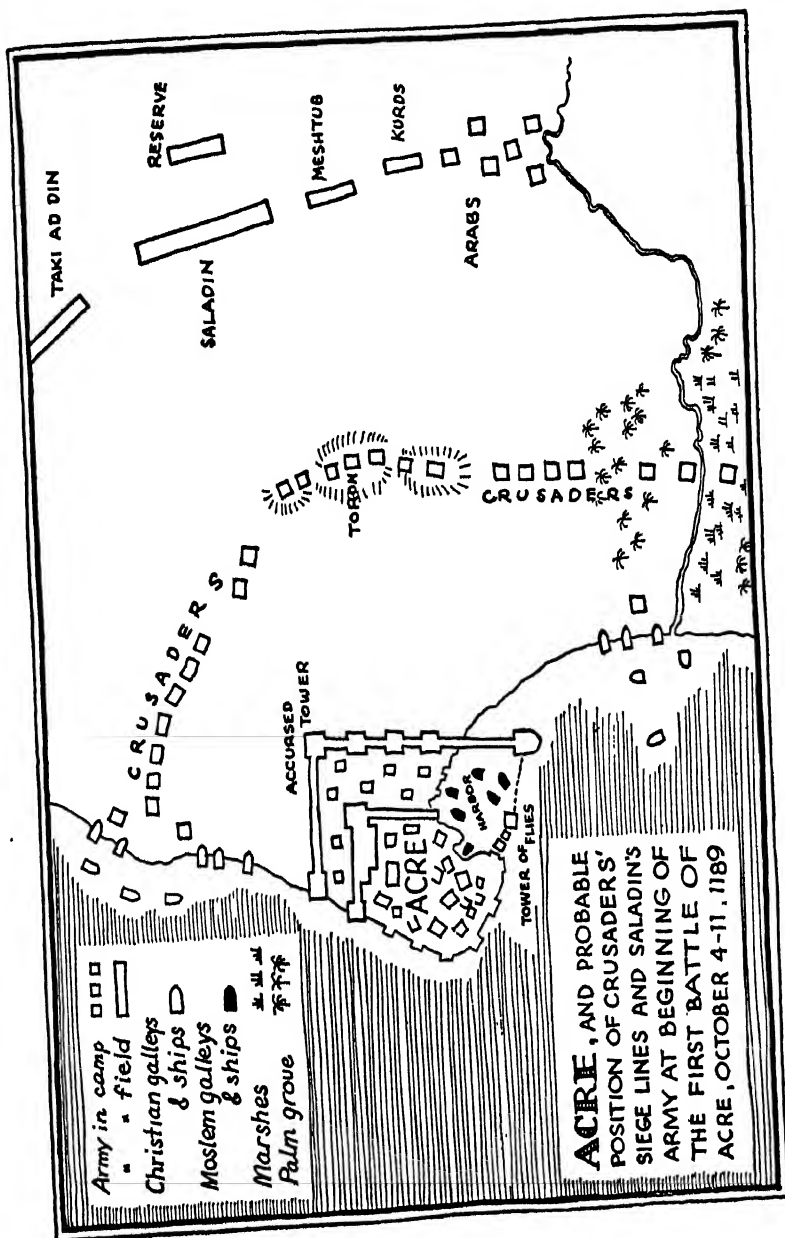 Army in camp
" " field
Christian galleys
& ships
Moslem galleys
& ships
Marshes
Palm grove
TAKI AD DIN
RESERVE
SALADIN
MESHTUB
KURDS
ARABS
CRUSADERS
TORON
CRUSADERS
ACCURSED
TOWER
ACRE
HARBOR
TOWER OF FLIES
ACRE, AND PROBABLE
POSITION OF CRUSADERS'
SIEGE LINES AND SALADIN'S
ARMY AT BEGINNING OF
THE FIRST BATTLE OF
ACRE, OCTOBER 4-11, 1189